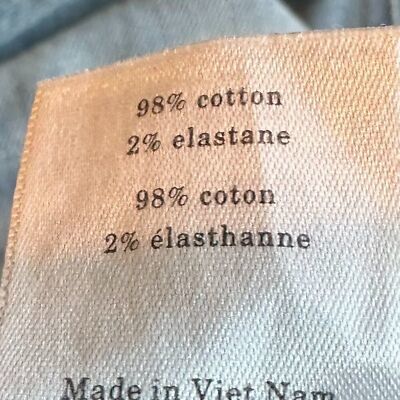 98% cotton
2% elastane
98% coton
2% élasthanne
Made in Viet Nam